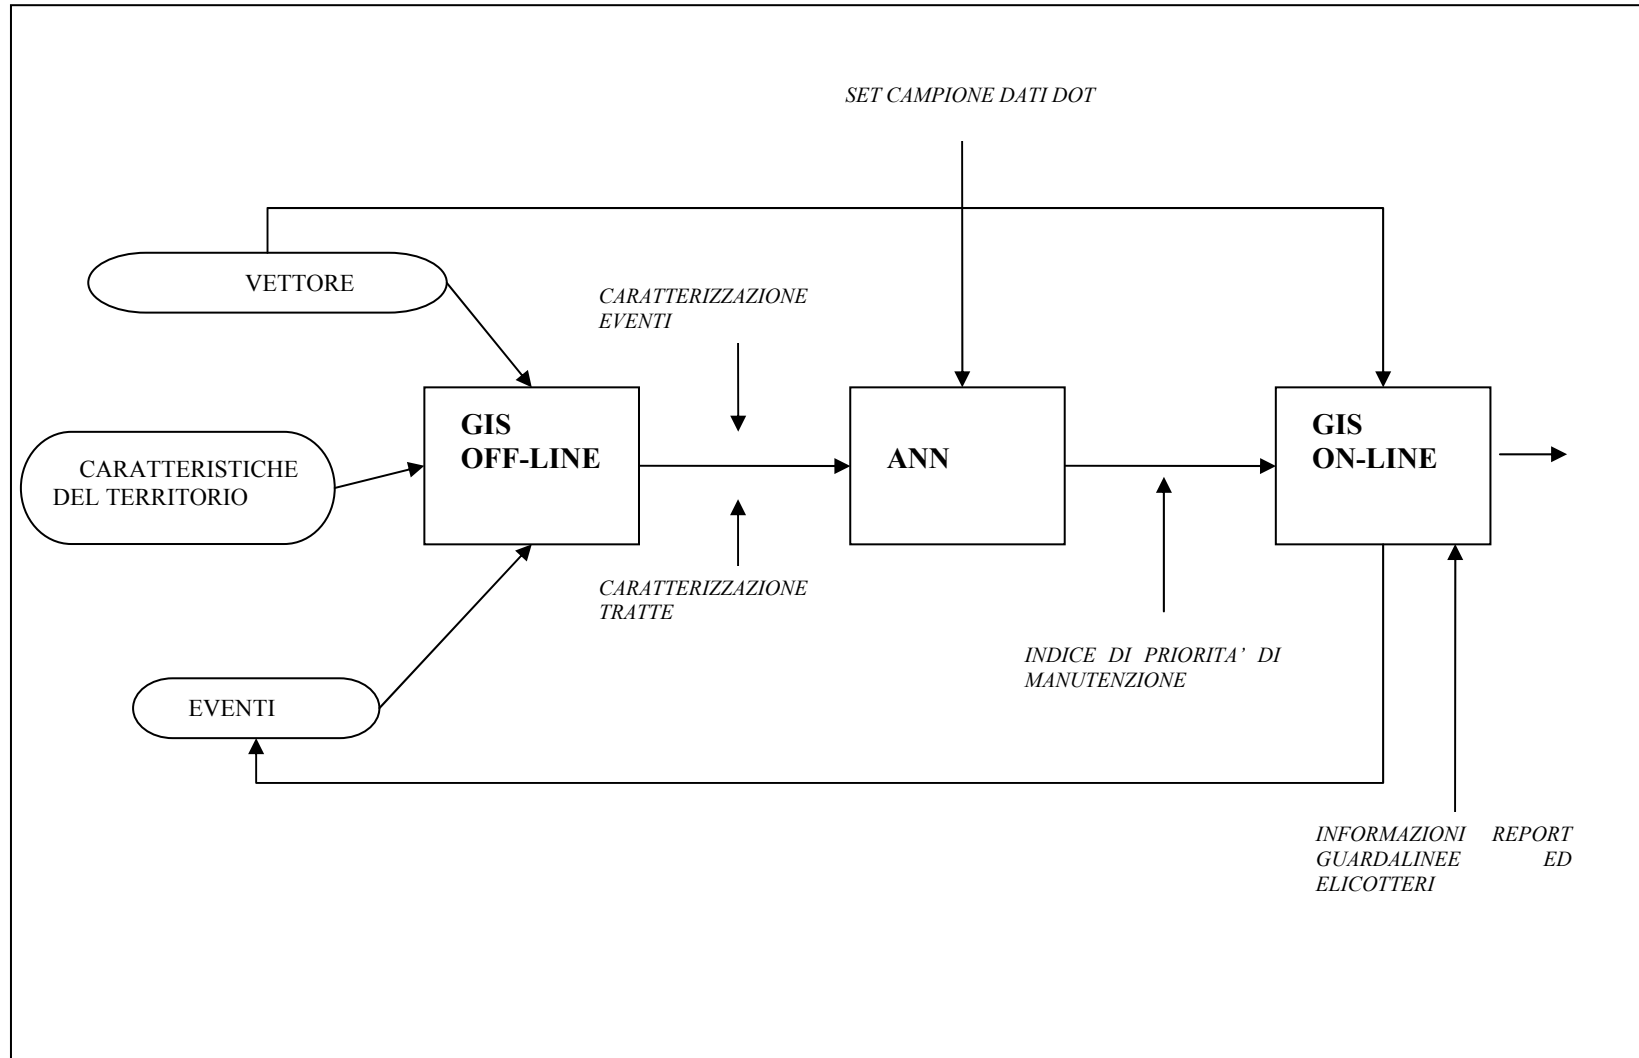 SET CAMPIONE DATI DOT
VETTORE
CARATTERIZZAZIONE
EVENTI
GIS
OFF-LINE
ANN
GIS
ON-LINE
CARATTERISTICHE
DEL TERRITORIO
CARATTERIZZAZIONE
TRATTE
INDICE DI PRIORITA’ DI
MANUTENZIONE
EVENTI
INFORMAZIONI REPORT
GUARDALINEE ED
ELICOTTERI